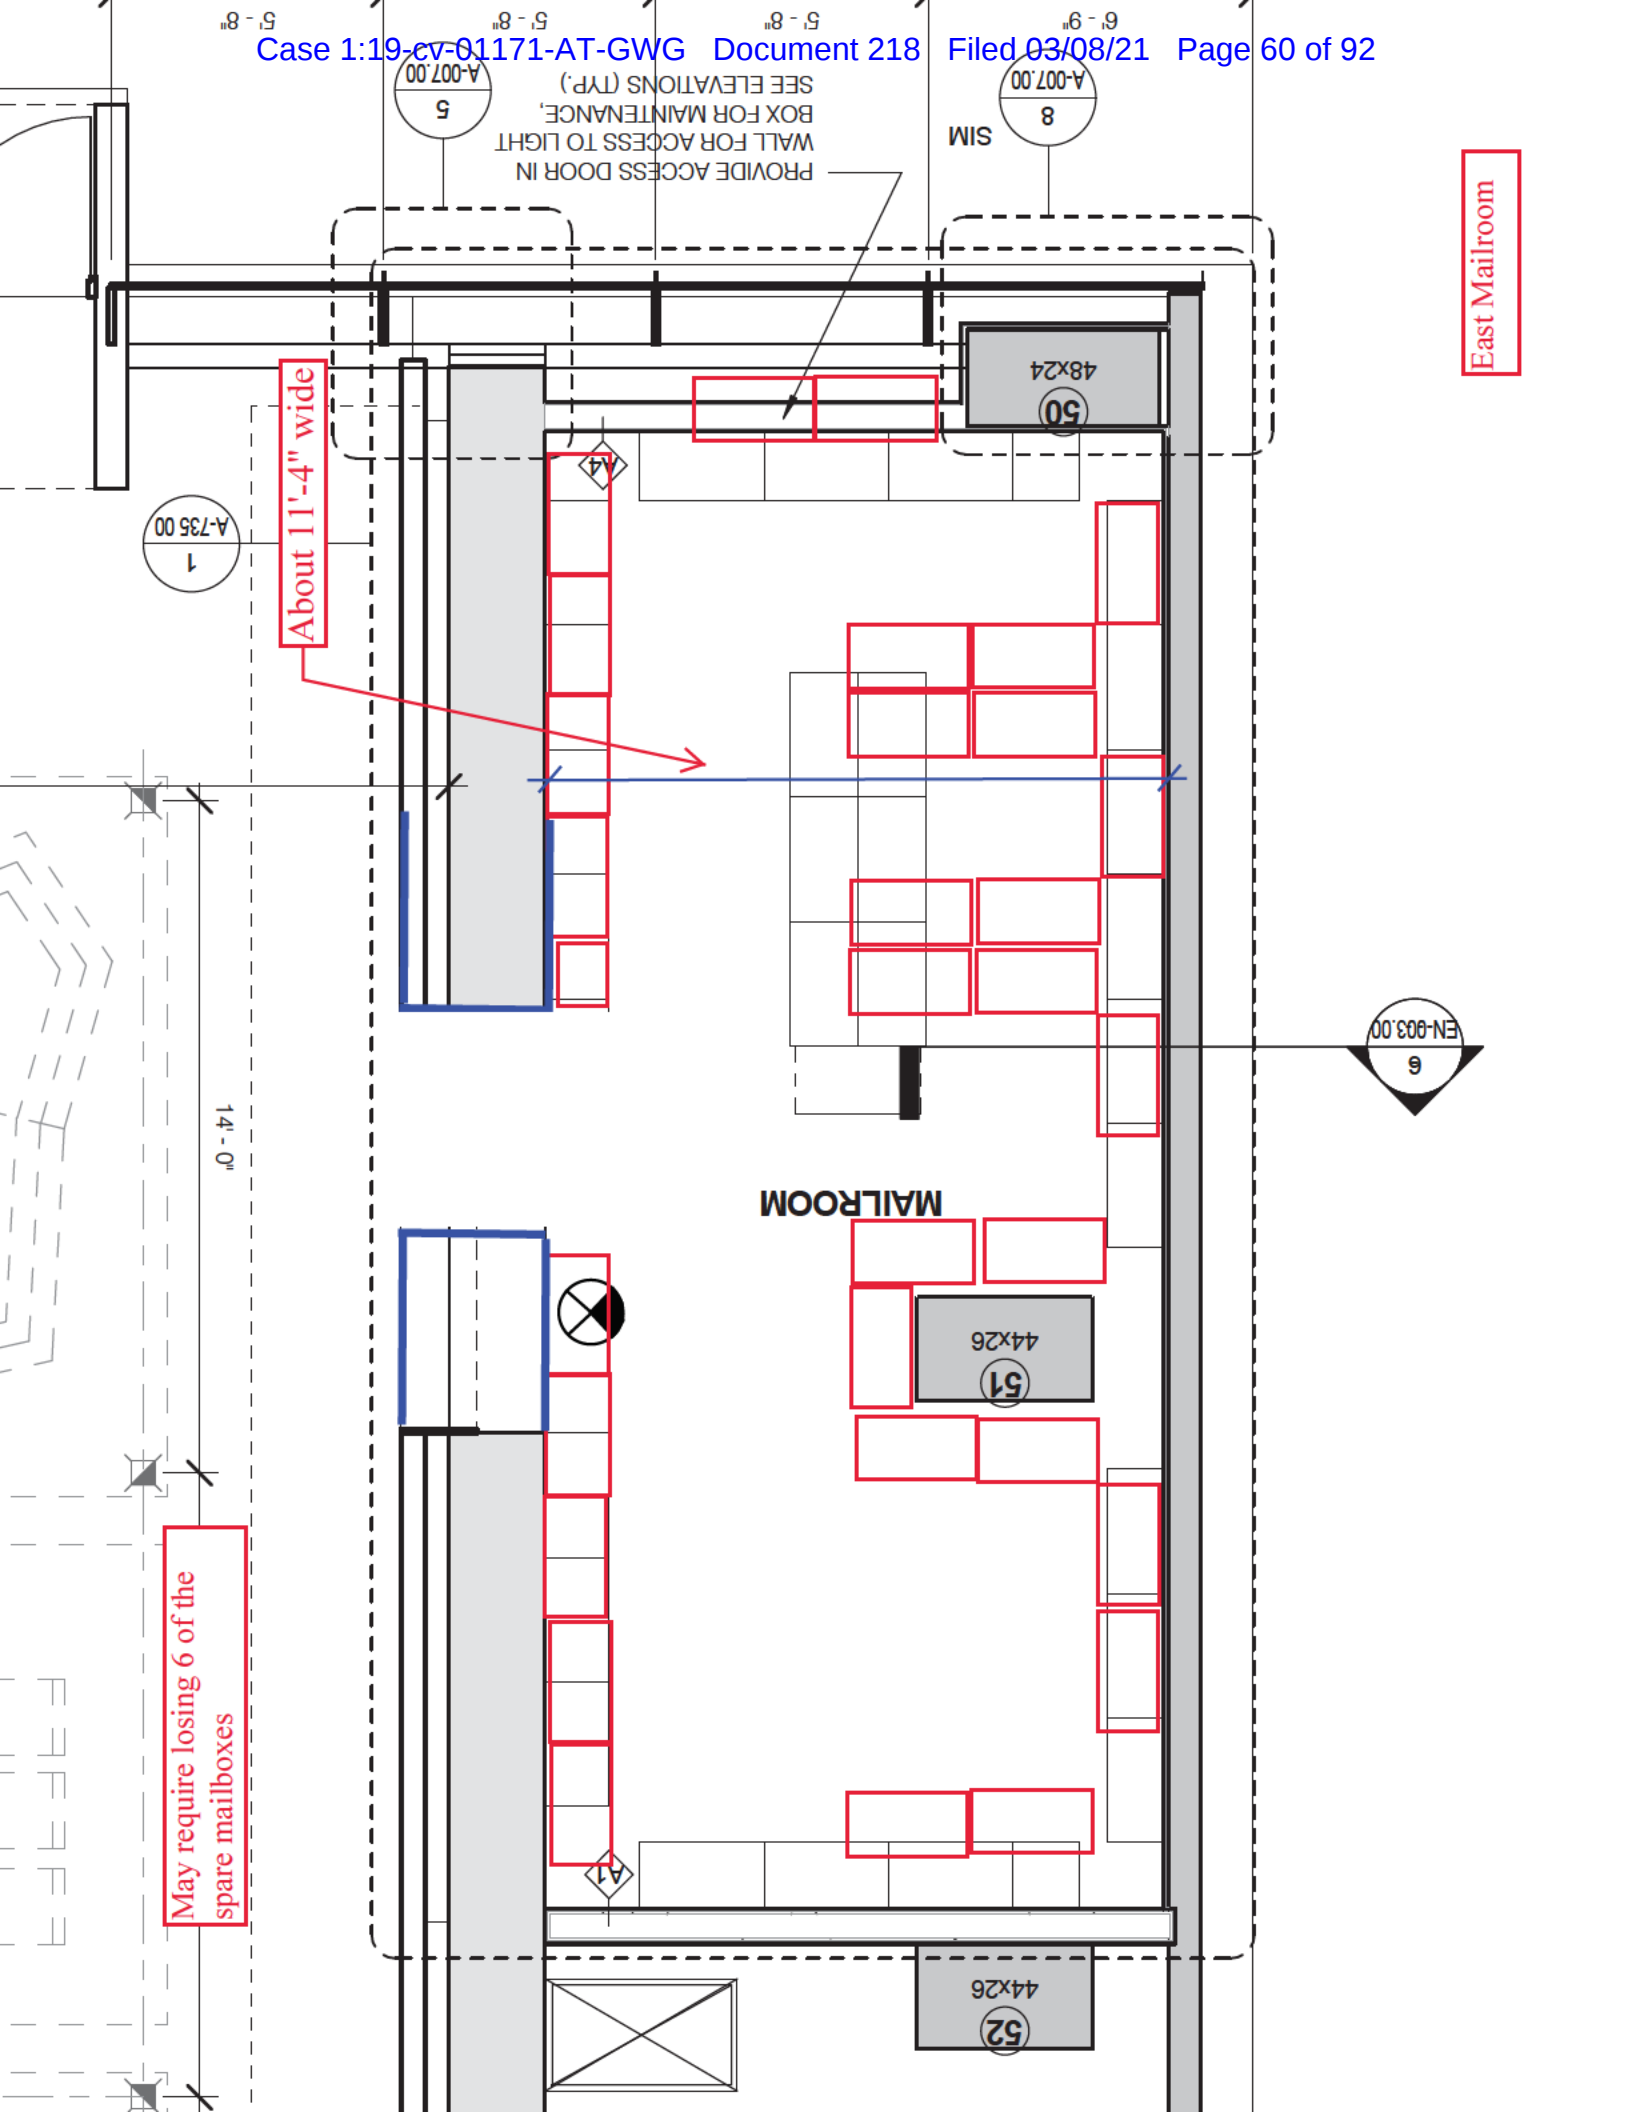 5' - 8"
5' - 8"
5' - 8"
6' - 9"
Case 1:19-cv-01171-AT-GWG Document 218 Filed 03/08/21 Page 60 of 92
5
A-007.00
8
A-007.00
SIM
PROVIDE ACCESS DOOR IN
WALL FOR ACCESS TO LIGHT
BOX FOR MAINTENANCE,
SEE ELEVATIONS (TYP.)
East Mailroom
About 11'-4" wide
50
48x24
A4
1
A-735 00
6
EN-003.00
14' - 0"
MAILROOM
51
44x26
May require losing 6 of the
spare mailboxes
A1
52
44x26